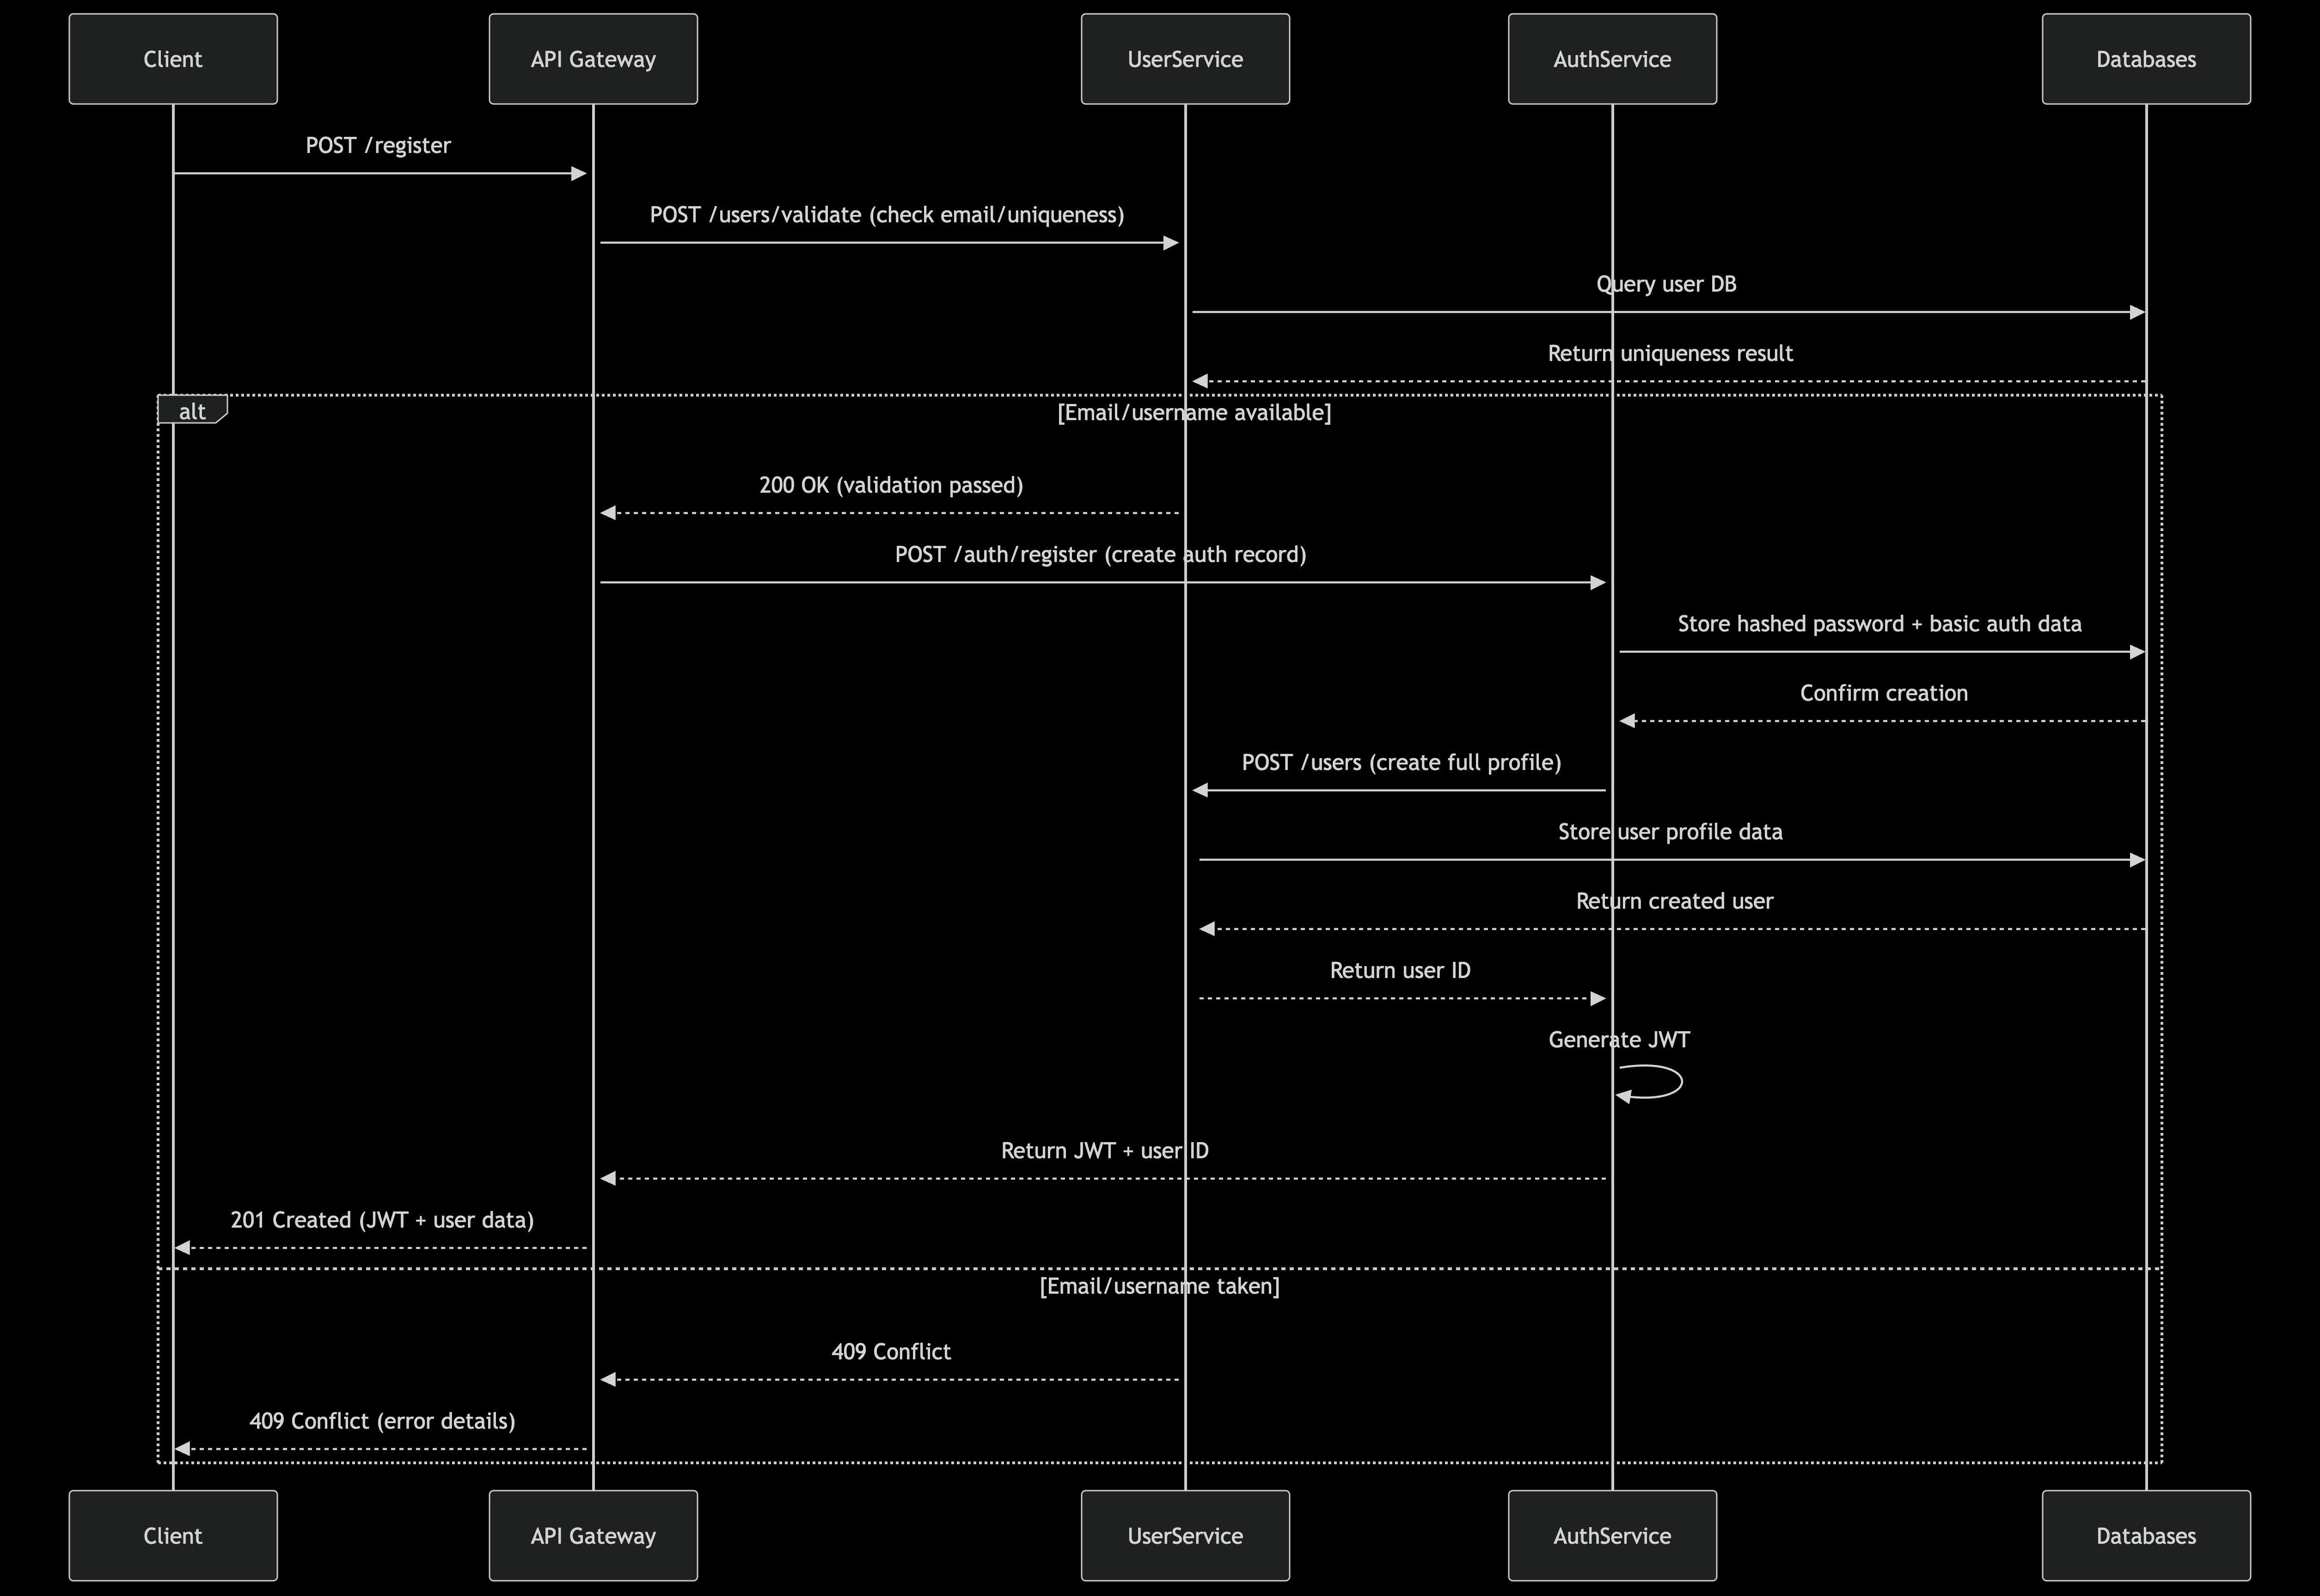 Client
API Gateway
UserService
AuthService
Databases
POST /register
POST /users/validate (check email/uniqueness)
Query user DB
Return uniqueness result
alt
[Email/username available]
200 OK (validation passed)
POST /auth/register (create auth record)
Store hashed password + basic auth data
Confirm creation
POST /users (create full profile)
Store user profile data
Return created user
Return user ID
Generate JWT
Return JWT + user ID
201 Created (JWT + user data)
[Email/username taken]
409 Conflict
409 Conflict (error details)
Client
API Gateway
UserService
AuthService
Databases